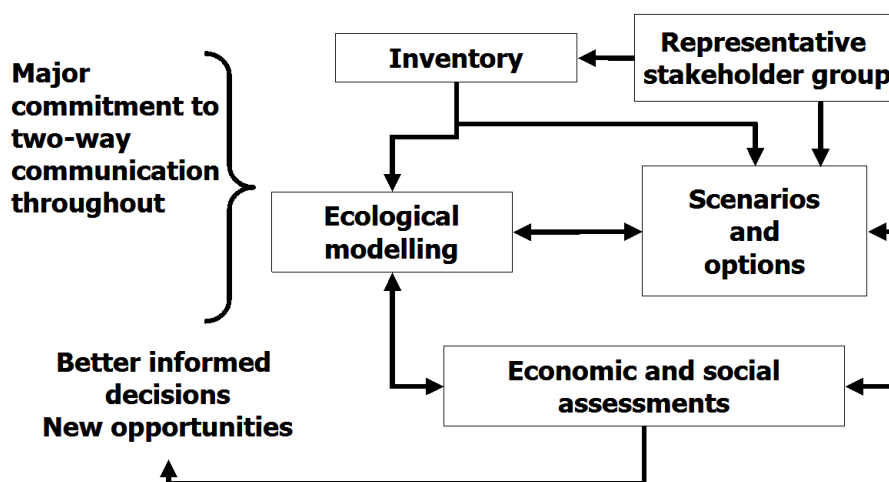 Major
commitment to
two-way
communication
throughout
Inventory
Representative
stakeholder group
Ecological
modelling
Scenarios
and
options
Economic and social
assessments
Better informed
decisions
New opportunities